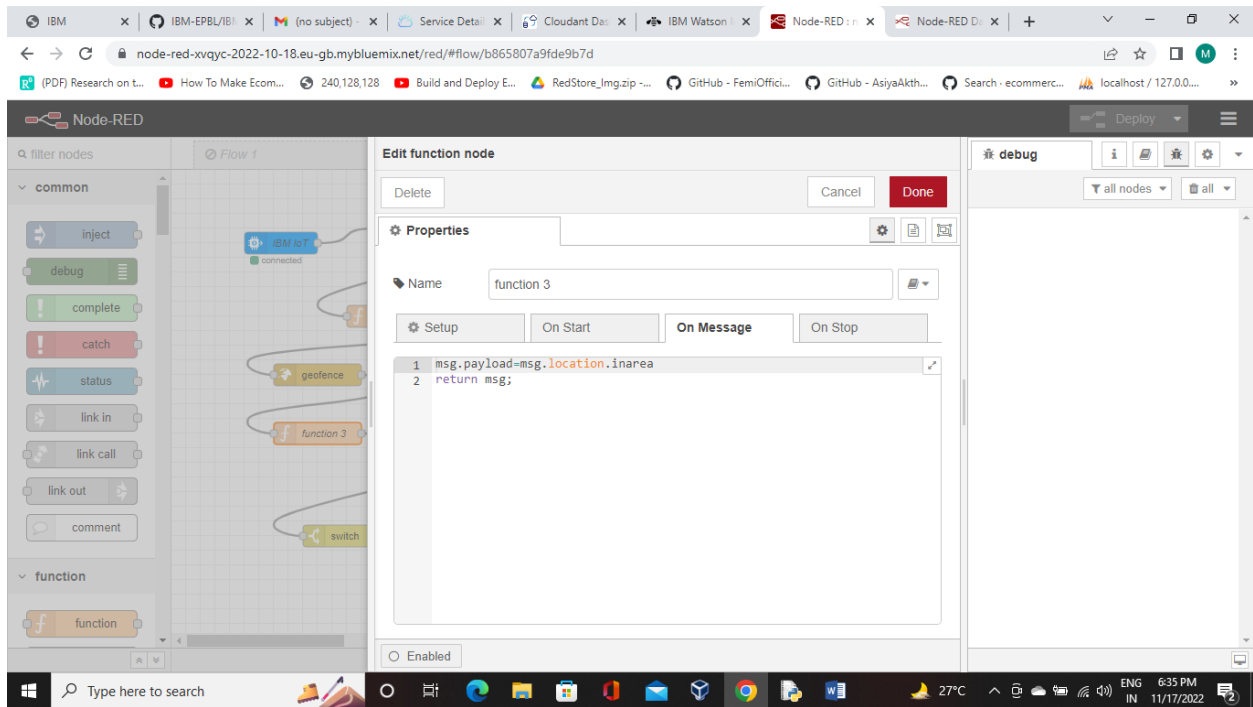 IBM
IBM-EPBL/IBM
(no subject) -
Service Detail
Cloudant Das
IBM Watson
Node-RED : n
Node-RED Da
node-red-xvqyc-2022-10-18.eu-gb.mybluemix.net/red/#flow/b865807a9fde9b7d
M
(PDF) Research on t...
How To Make Ecom...
240,128,128
Build and Deploy E...
RedStore_Img.zip -...
GitHub - FemiOffici...
GitHub - AsiyaAkth...
Search · ecommerc...
localhost / 127.0.0....
Node-RED
Deploy
filter nodes
Flow 1
Edit function node
debug
common
Delete
Cancel
Done
all nodes
all
Properties
inject
IBM IoT
connected
debug
Name
function 3
complete
Setup
On Start
On Message
On Stop
catch
1 msg.payload=msg.location.inarea
2 return msg;
status
geofence
link in
function 3
link call
link out
comment
switch
function
function
Enabled
Type here to search
27°C
ENG
IN
6:35 PM
11/17/2022
2